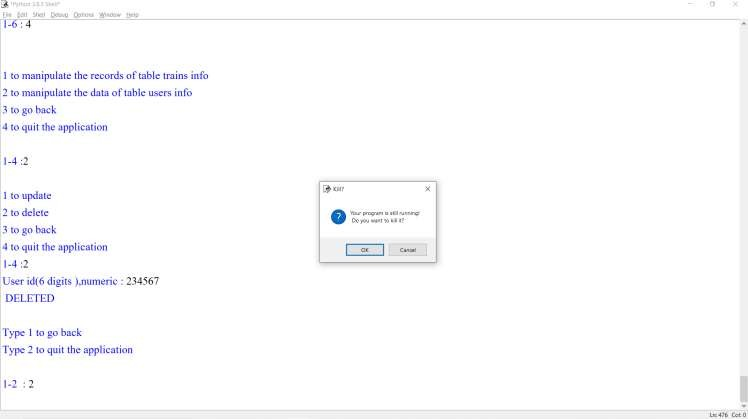 *Python 3.8.5 Shell*
File Edit Shell Debug Options Window Help
1-6 : 4
1 to manipulate the records of table trains info
2 to manipulate the data of table users info
3 to go back
4 to quit the application
1-4 :2
1 to update
2 to delete
3 to go back
4 to quit the application
1-4 :2
User id(6 digits ),numeric : 234567
DELETED
Type 1 to go back
Type 2 to quit the application
1-2 : 2
Kill?
Your program is still running!
Do you want to kill it?
OK Cancel
Ln: 476 Col: 0